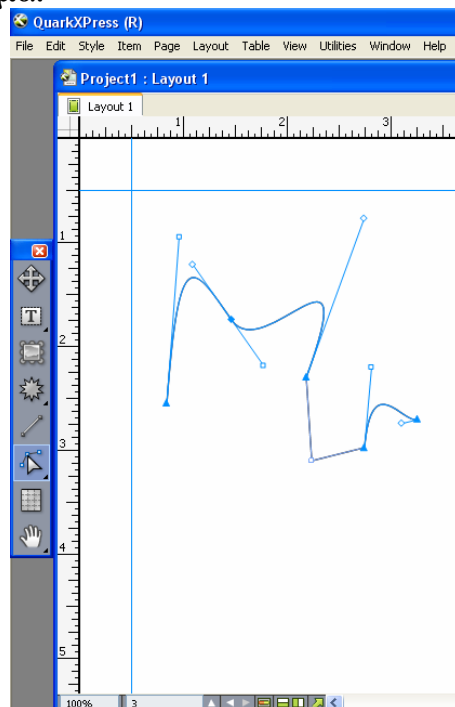 QuarkXPress (R)
File Edit Style Item Page Layout Table View Utilities Window Help
Project1 : Layout 1
Layout 1
1 2 3
1
T
2
3
4
5
100% 3